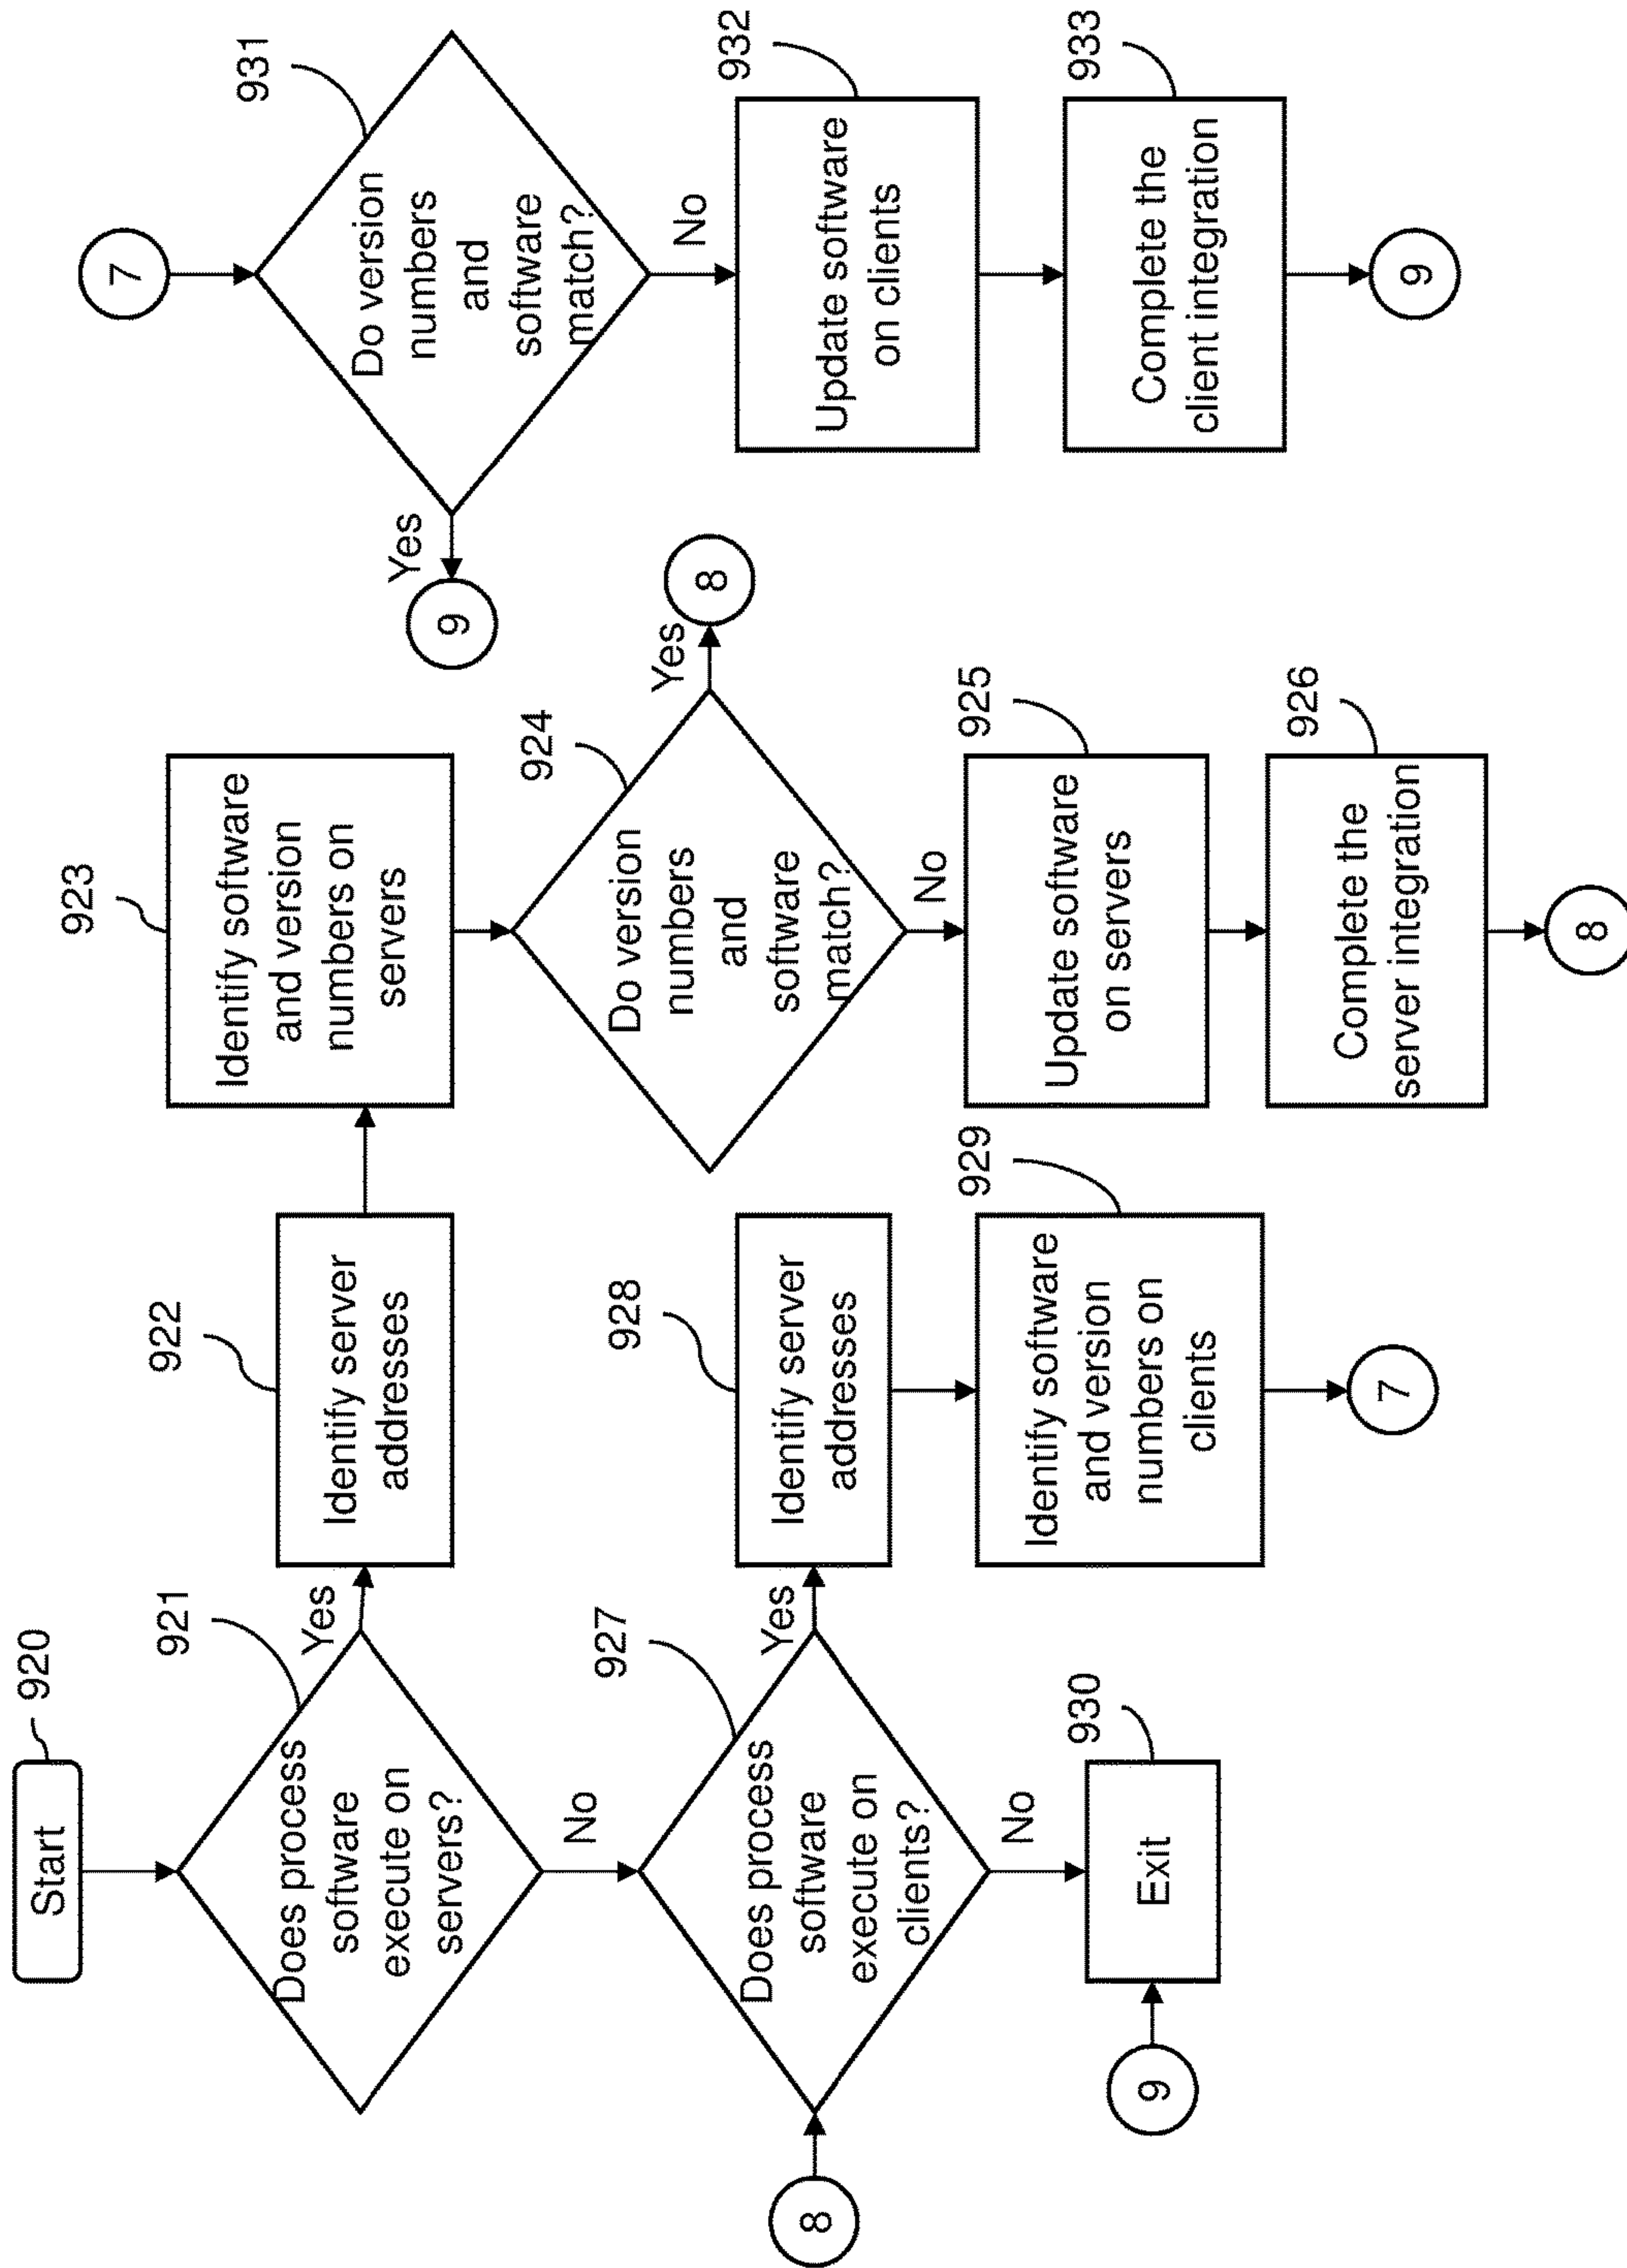 Start
920
Does process
software
execute on
servers?
921
Yes
No
Identify server
addresses
922
Identify software
and version
numbers on
servers
923
Do version
numbers
and
software
match?
924
Yes
8
No
Update software
on servers
925
Complete the
server integration
926
8
8
Does process
software
execute on
clients?
927
Yes
No
Identify server
addresses
928
Identify software
and version
numbers on
clients
929
7
9
Exit
930
7
Do version
numbers
and
software
match?
931
Yes
9
No
Update software
on clients
932
Complete the
client integration
933
9